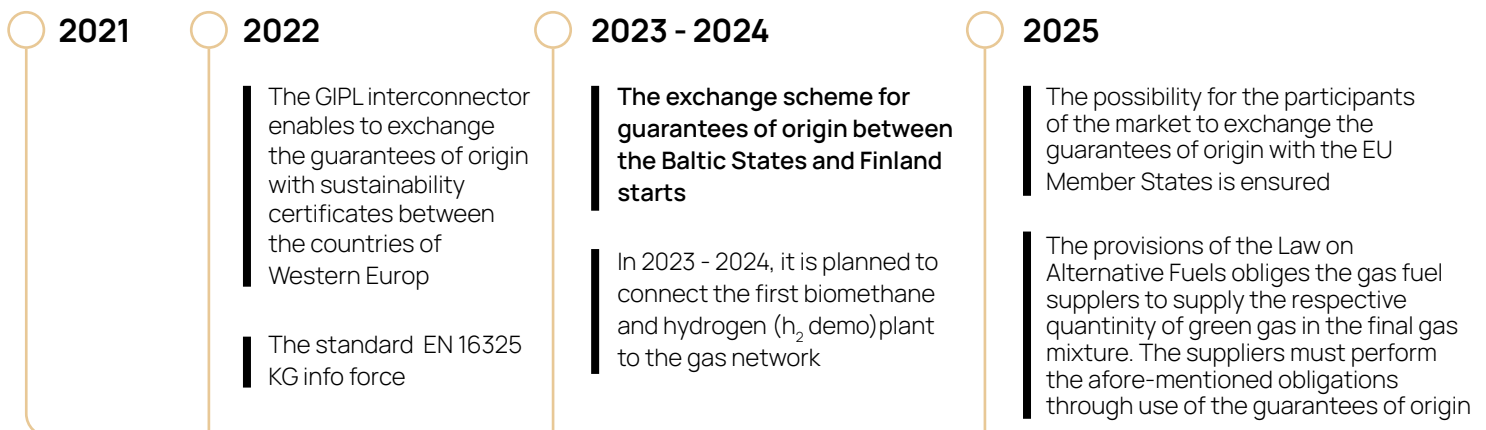 2021
2022
The GIPL interconnector
enables to exchange
the guarantees of origin
with sustainability
certificates between
the countries of
Western Europ
The standard EN 16325
KG info force
2023 - 2024
The exchange scheme for
guarantees of origin between
the Baltic States and Finland
starts
In 2023 - 2024, it is planned to
connect the first biomethane
and hydrogen (h₂ demo)plant
to the gas network
2025
The possibility for the participants
of the market to exchange the
guarantees of origin with the EU
Member States is ensured
The provisions of the Law on
Alternative Fuels obliges the gas fuel
supplers to supply the respective
quantinity of green gas in the final gas
mixture. The suppliers must perform
the afore-mentioned obligations
through use of the guarantees of origin